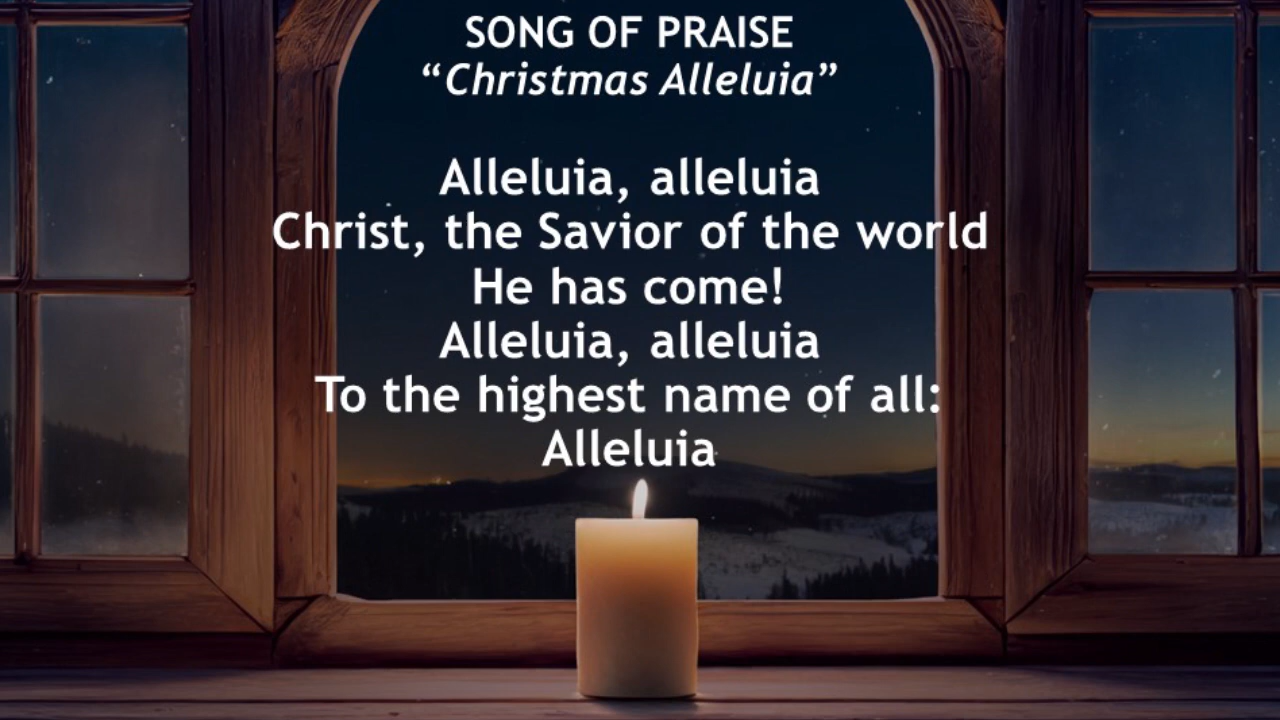 SONG OF PRAISE
“Christmas Alleluia”
Alleluia, alleluia
Christ, the Savior of the world
He has come!
Alleluia, alleluia
To the highest name of all:
Alleluia